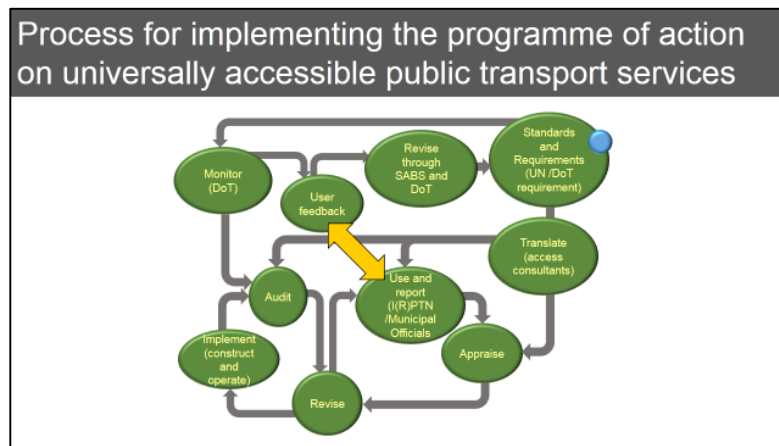 Process for implementing the programme of action
on universally accessible public transport services
Standards
and
Requirements
(UN /DoT
requirement)
Revise
through
SABS and
DoT
Monitor
(DoT)
User
feedback
Translate
(access
consultants)
Use and
report
(I(R)PTN
/Municipal
Officials
Audit
Implement
(construct
and
operate)
Appraise
Revise